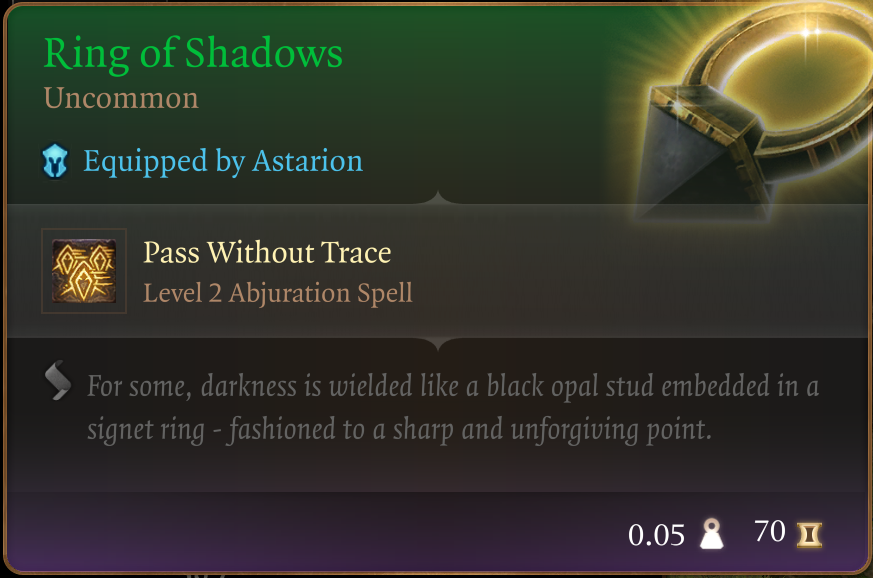 Ring of Shadows
Uncommon
Equipped by Astarion
Pass Without Trace
Level 2 Abjuration Spell
For some, darkness is wielded like a black opal stud embedded in a
signet ring - fashioned to a sharp and unforgiving point.
0.05 70